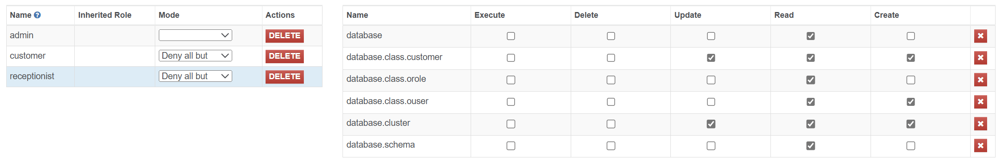 Name Inherited Role Mode Actions
admin DELETE
customer Deny all but DELETE
receptionist Deny all but DELETE
Name Execute Delete Update Read Create
database
database.class.customer
database.class.orole
database.class.ouser
database.cluster
database.schema